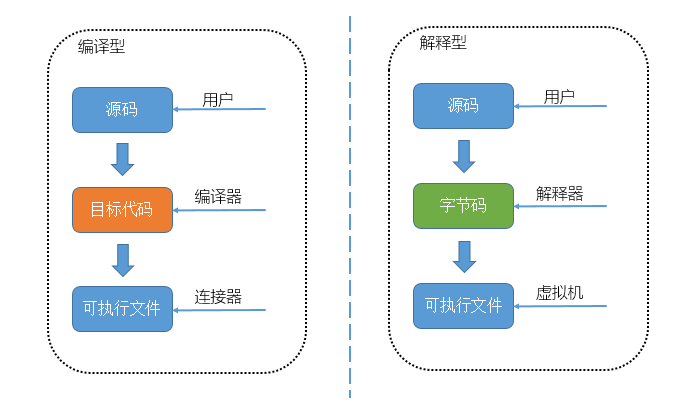 编译型
源码
用户
目标代码
编译器
可执行文件
连接器
解释型
源码
用户
字节码
解释器
可执行文件
虚拟机